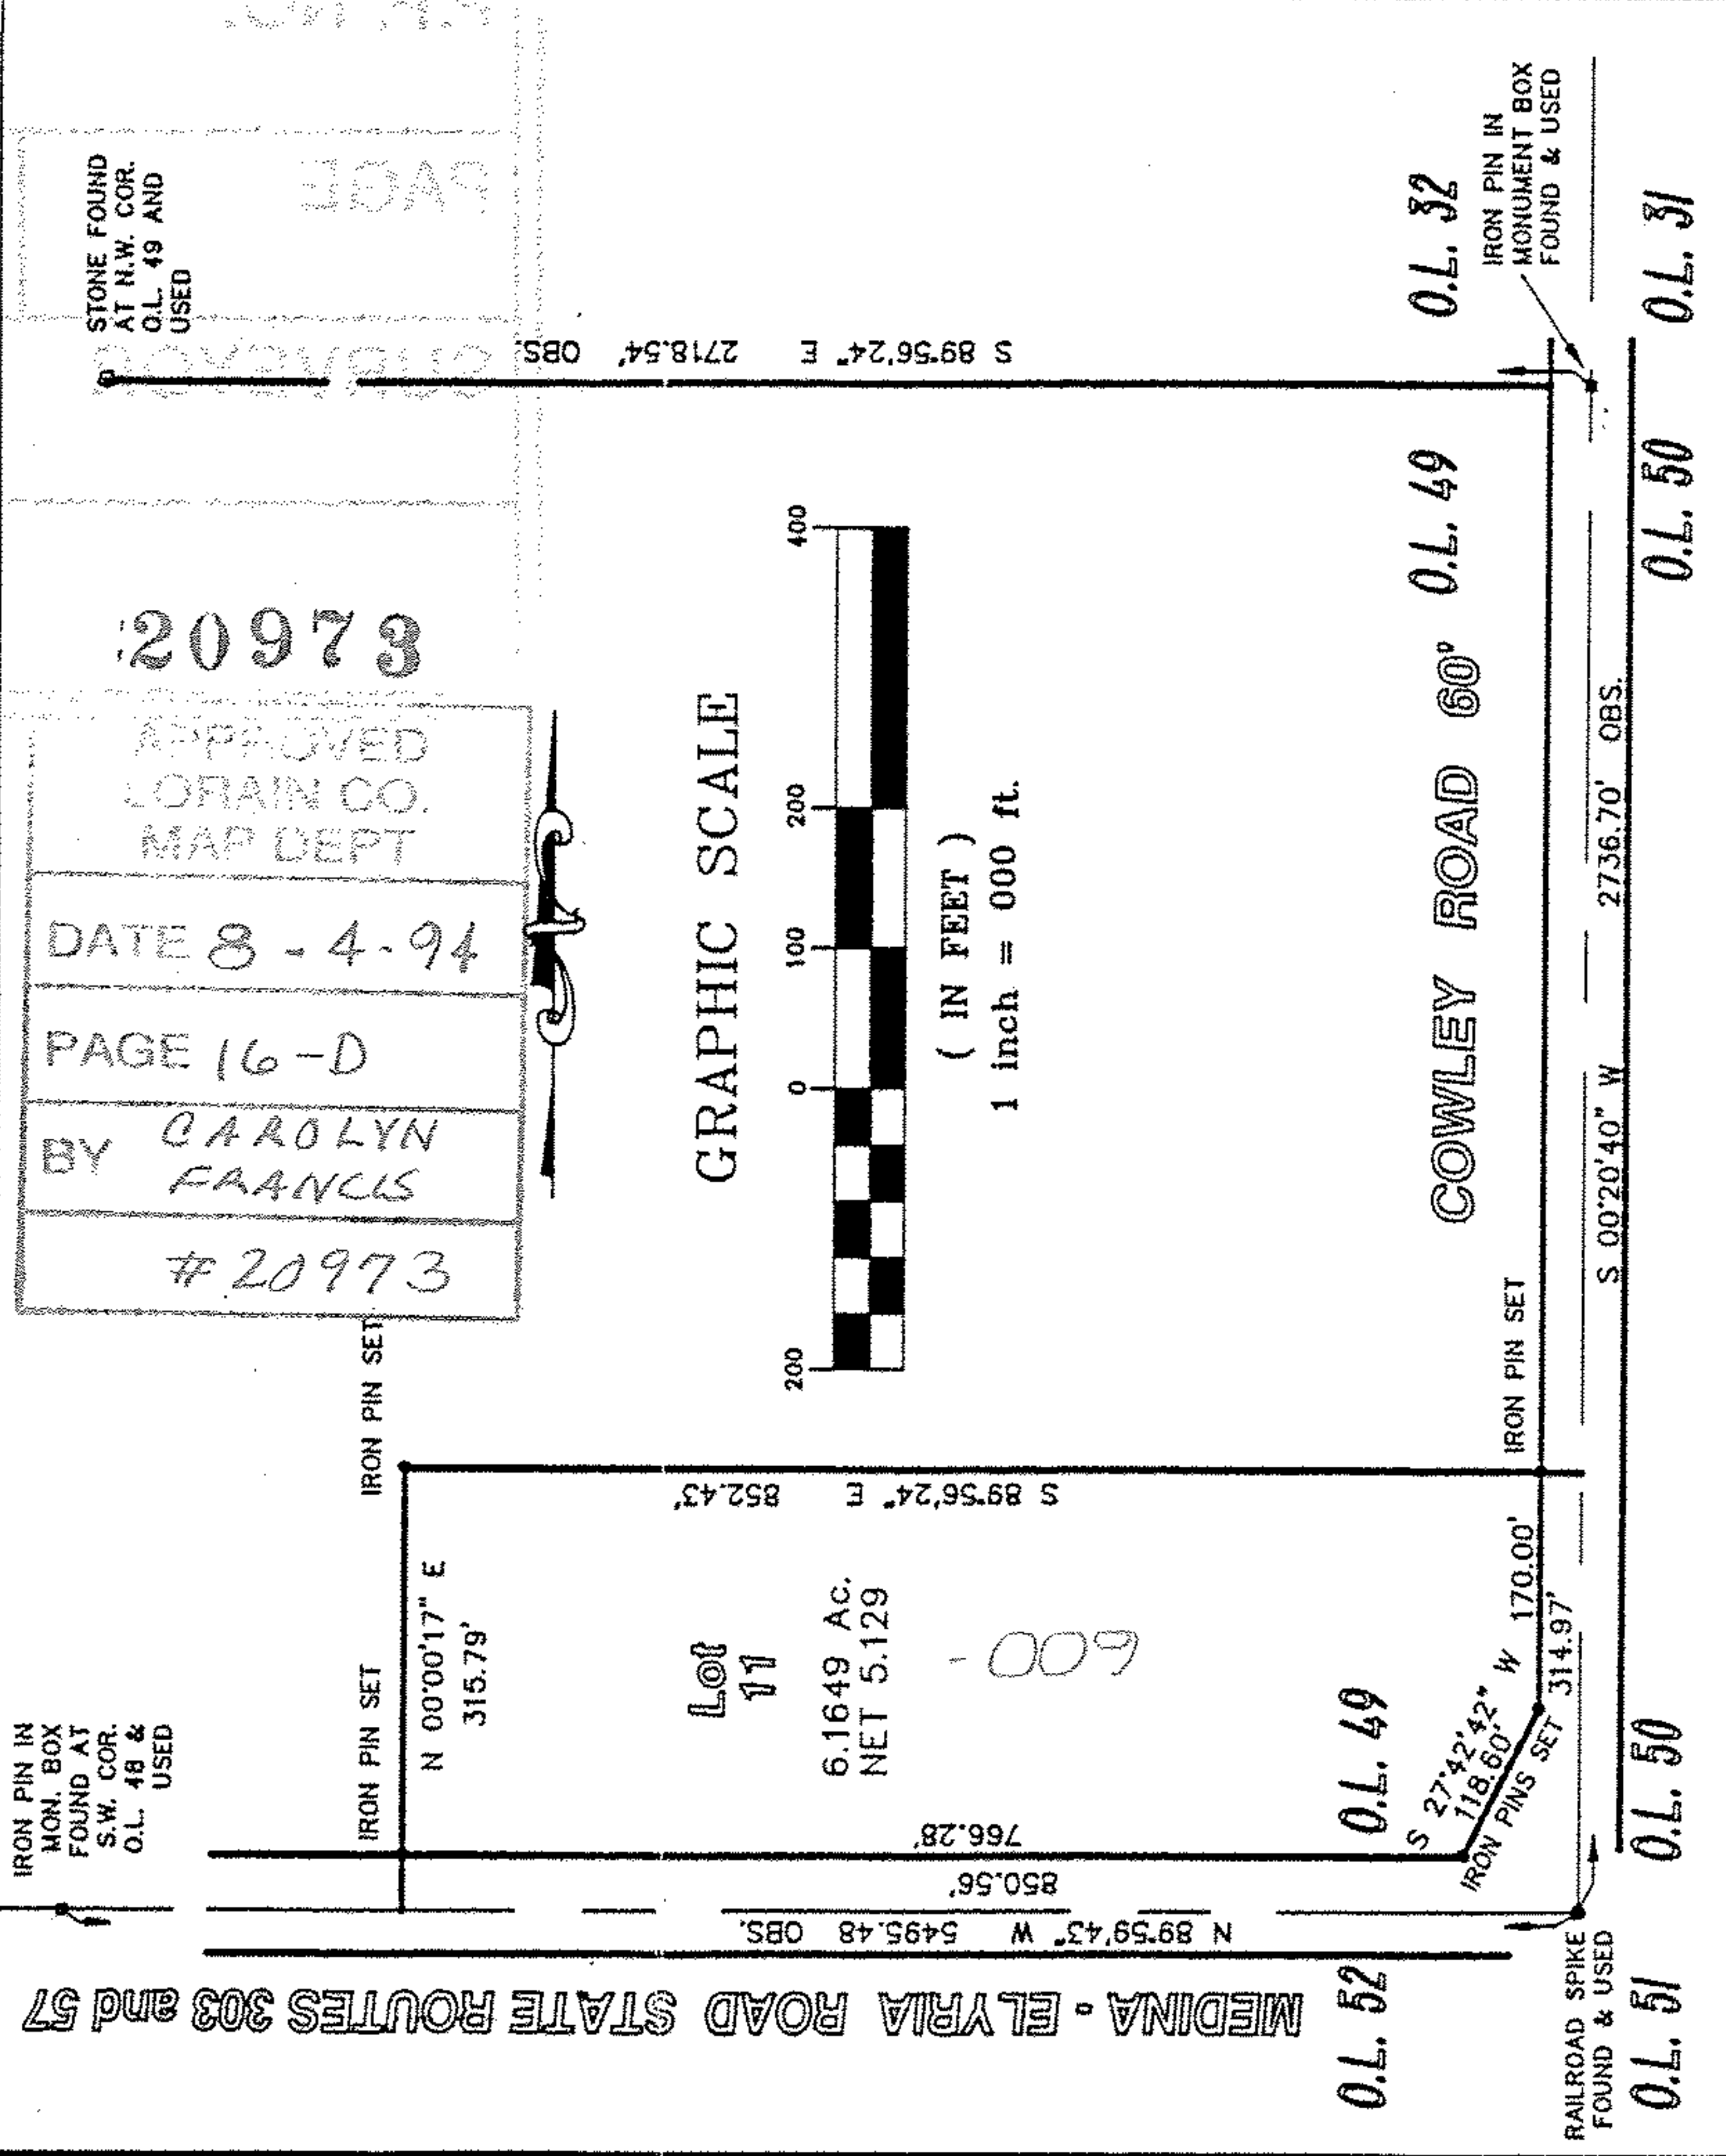 STONE FOUND
AT N.W. COR.
O.L. 49 AND
USED
PAGE
SURVEYOR
20973
APPROVED
LORAIN CO.
MAP DEPT
DATE 8 - 4 - 94
PAGE 16-D
BY CAROLYN
FRANCIS
# 20973
IRON PIN IN
MON. BOX
FOUND AT
S.W. COR.
O.L. 48 &
USED
IRON PIN SET
IRON PIN SET
N 00°00'17" E
315.79'
S 89°56'24" E 2718.54' OBS.
GRAPHIC SCALE
200 0 100 200 400
( IN FEET )
1 inch = 000 ft.
S 89°56'24" E 852.43'
Lot
11
6.1649 Ac.
NET 5.129
600 -
766.28'
850.56'
N 89°59'43" W 5495.48 OBS.
MEDINA - ELYRIA ROAD STATE ROUTES 303 and 57
O.L. 52
O.L. 49
O.L. 49
O.L. 32
COWLEY ROAD 60'
IRON PIN IN
MONUMENT BOX
FOUND & USED
S 27°42'42" W
118.60'
IRON PINS SET
170.00'
314.97'
IRON PIN SET
S 00°20'40" W 2736.70' OBS.
RAILROAD SPIKE
FOUND & USED
O.L. 51
O.L. 50
O.L. 50
O.L. 31